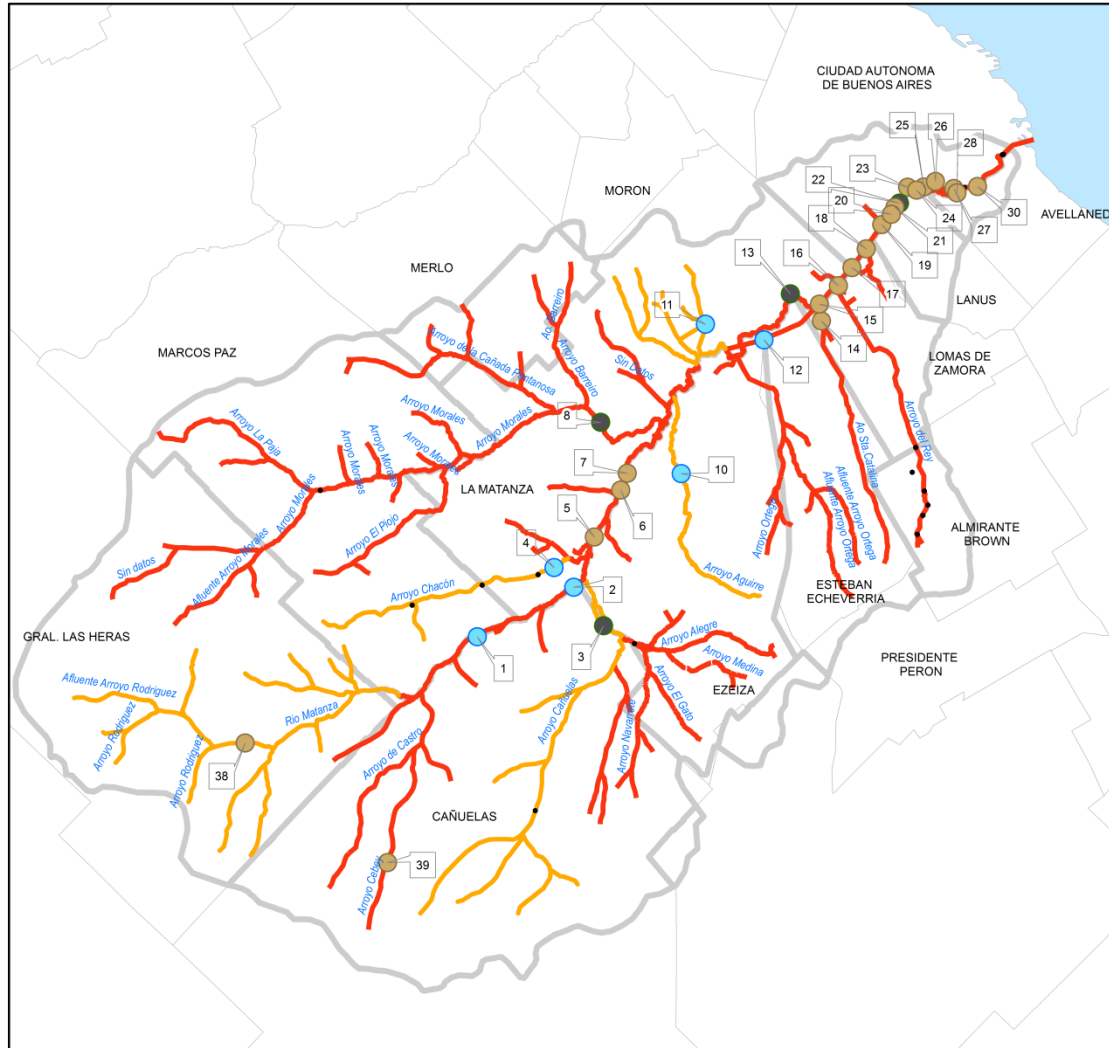 CIUDAD AUTONOMA
DE BUENOS AIRES
25
26
28
23
22
20
18
24
30
27
21
19
AVELLANED
MORON
16
17
13
MERLO
LANUS
15
14
11
12
MARCOS PAZ
LOMAS DE
ZAMORA
Ao. Barreiro
Arroyo Barreiro
Sin Datos
Arroyo de la Cañada Pantanosa
8
Arroyo La Paja
Arroyo Morales
Arroyo Morales
Arroyo Morales
Arroyo Morales
Arroyo Morales
Arroyo del Rey
Ao Sta Catalina
7
10
LA MATANZA
6
5
Arroyo Morales
Arroyo El Piojo
Afluente Arroyo Ortega
Afluente Arroyo Ortega
Arroyo Ortega
ALMIRANTE
BROWN
4
Sin datos
Afluente Arroyo Morales
Arroyo Chacón
2
Arroyo Aguirre
ESTEBAN
ECHEVERRIA
GRAL. LAS HERAS
1
3
Arroyo Alegre
Arroyo Medina
PRESIDENTE
PERON
Afluente Arroyo Rodriguez
Rio Matanza
Arroyo Cañuelas
Arroyo El Gato
EZEIZA
Arroyo Rodriguez
Arroyo Rodriguez
Arroyo de Castro
Arroyo Navarrete
38
CAÑUELAS
Arroyo Cebey
39